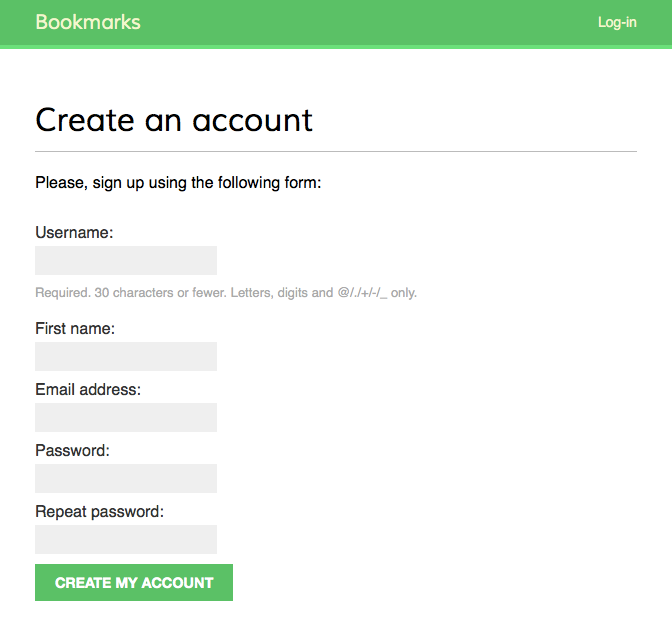 Bookmarks
Log-in
Create an account
Please, sign up using the following form:
Username:
Required. 30 characters or fewer. Letters, digits and @/./+/-/_ only.
First name:
Email address:
Password:
Repeat password:
CREATE MY ACCOUNT